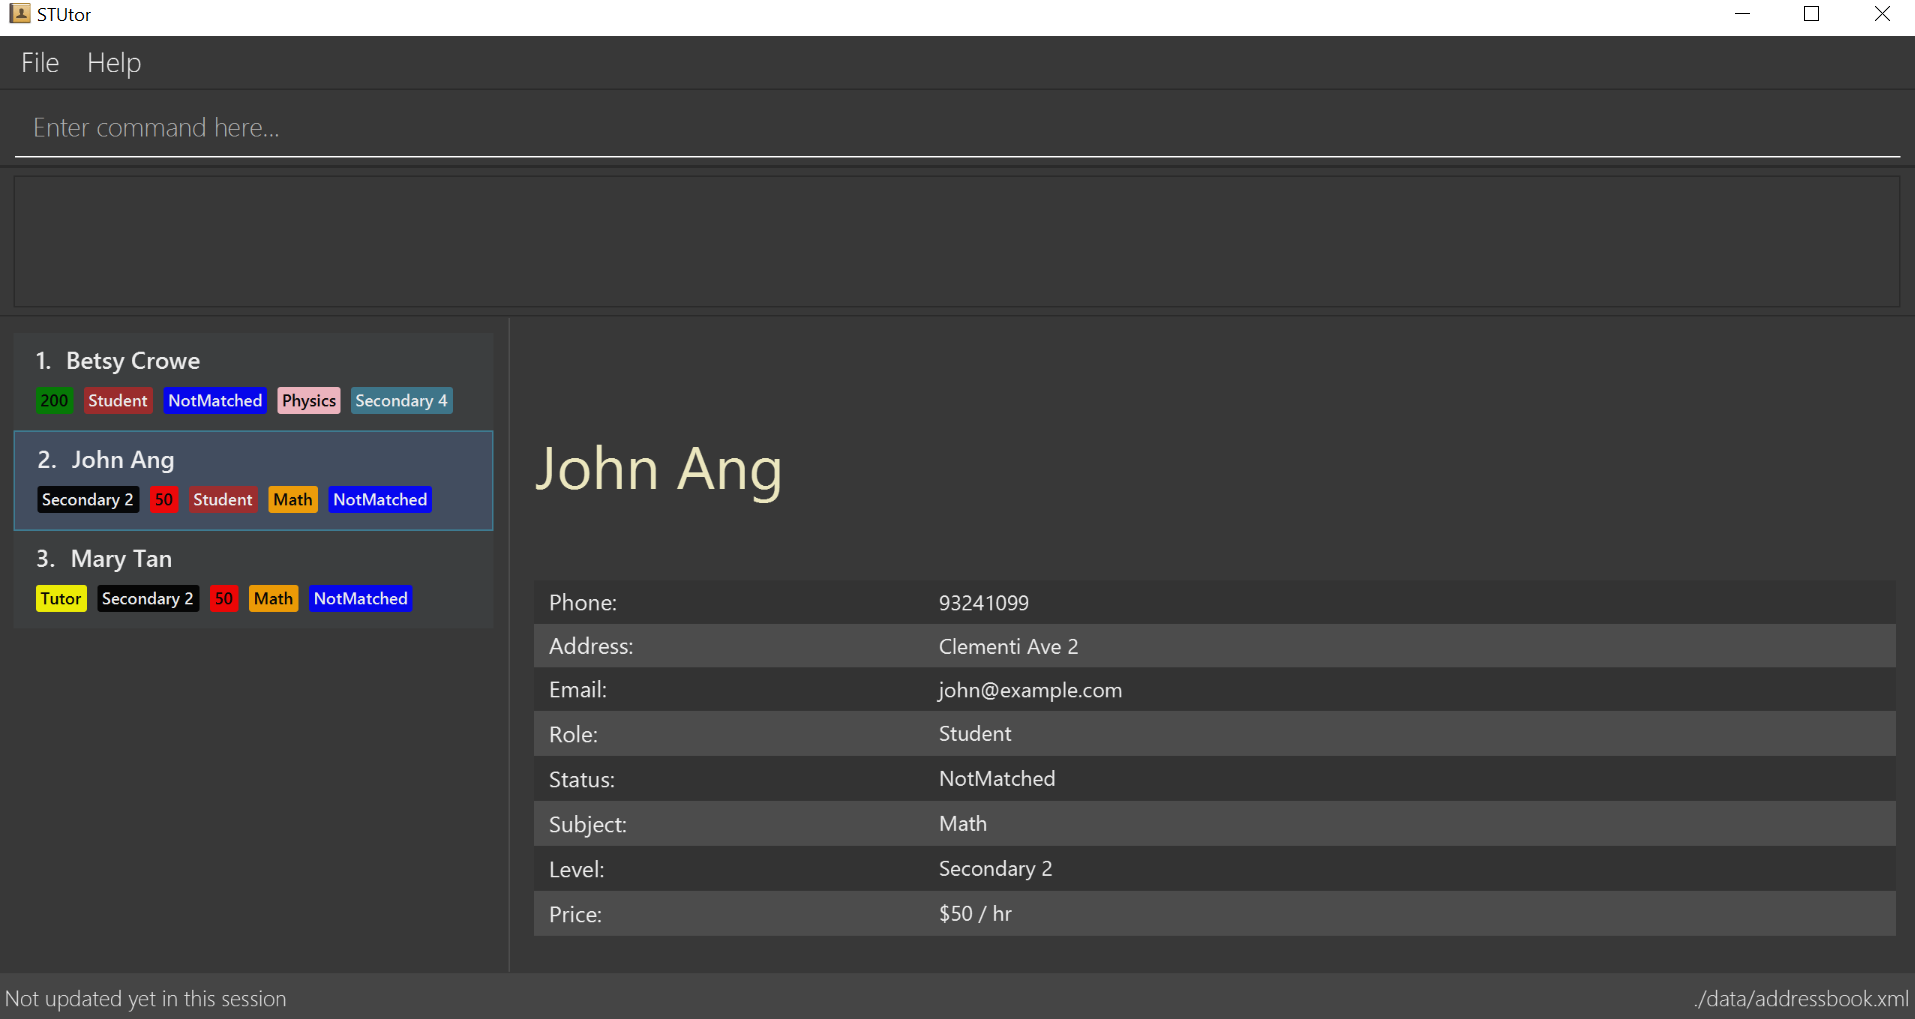 STUtor
File Help
Enter command here...
1. Betsy Crowe
200 Student NotMatched Physics Secondary 4
2. John Ang
Secondary 2 50 Student Math NotMatched
3. Mary Tan
Tutor Secondary 2 50 Math NotMatched
John Ang
Phone: 93241099
Address: Clementi Ave 2
Email: john@example.com
Role: Student
Status: NotMatched
Subject: Math
Level: Secondary 2
Price: $50 / hr
Not updated yet in this session
./data/addressbook.xml